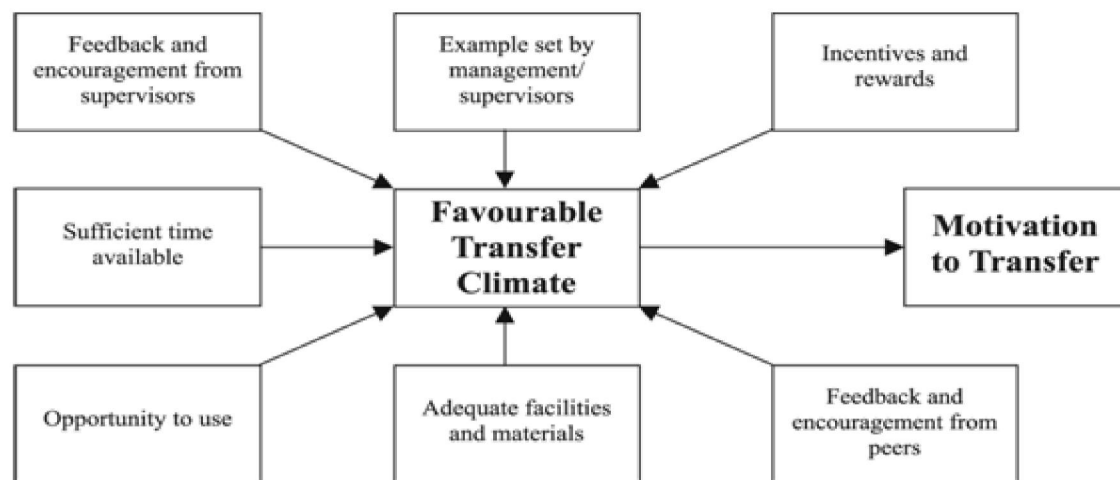 Feedback and
encouragement from
supervisors
Example set by
management/
supervisors
Incentives and
rewards
Sufficient time
available
Favourable
Transfer
Climate
Motivation
to Transfer
Opportunity to use
Adequate facilities
and materials
Feedback and
encouragement from
peers